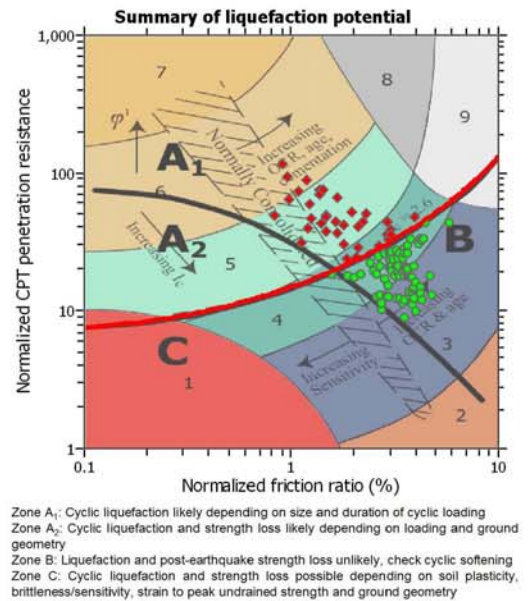 Summary of liquefaction potential
1,000
100
10
1
0.1
1
10
Normalized CPT penetration resistance
Normalized friction ratio (%)
7
8
9
φ'
A1
6
A2
5
4
B
C
1
3
2
Normally
Increasing
age,
Increasing Ic
Increasing
Sensitivity
& age
Zone A1: Cyclic liquefaction likely depending on size and duration of cyclic loading
Zone A2: Cyclic liquefaction and strength loss likely depending on loading and ground
geometry
Zone B: Liquefaction and post-earthquake strength loss unlikely, check cyclic softening
Zone C: Cyclic liquefaction and strength loss possible depending on soil plasticity,
brittleness/sensitivity, strain to peak undrained strength and ground geometry